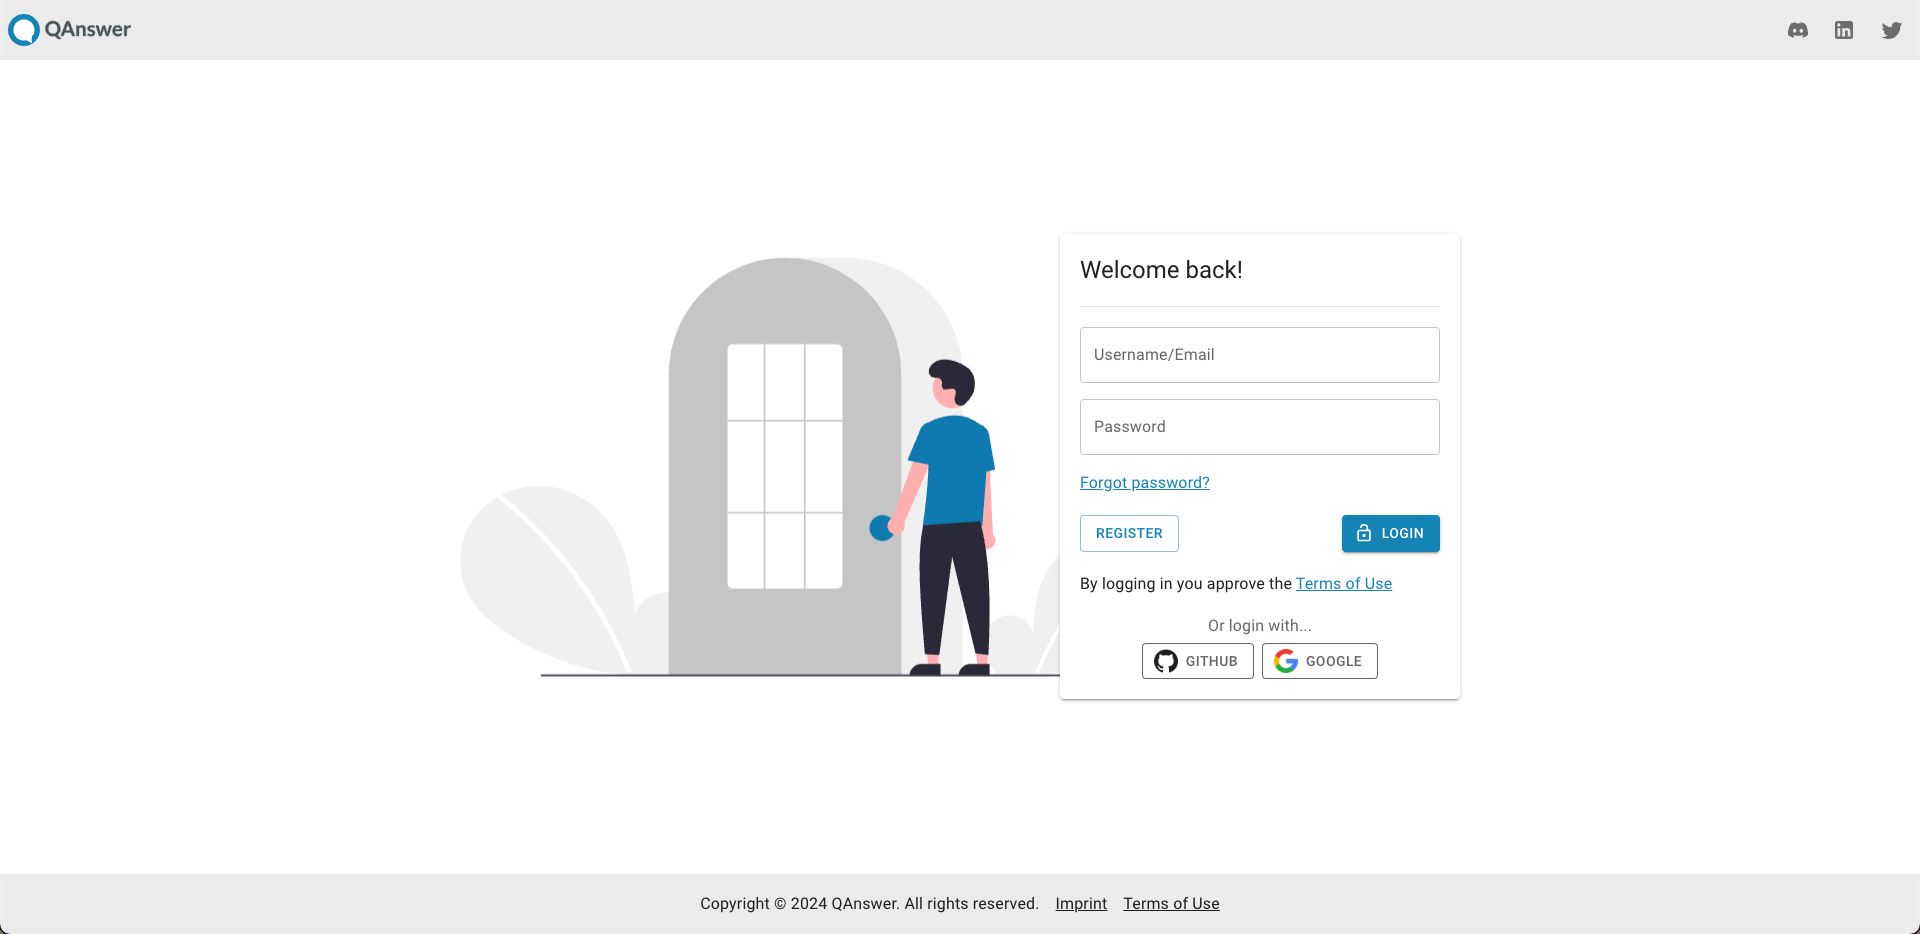 QAnswer
Welcome back!
Username/Email
Password
Forgot password?
REGISTER
LOGIN
By logging in you approve the Terms of Use
Or login with...
GITHUB
GOOGLE
Copyright © 2024 QAnswer. All rights reserved. Imprint Terms of Use